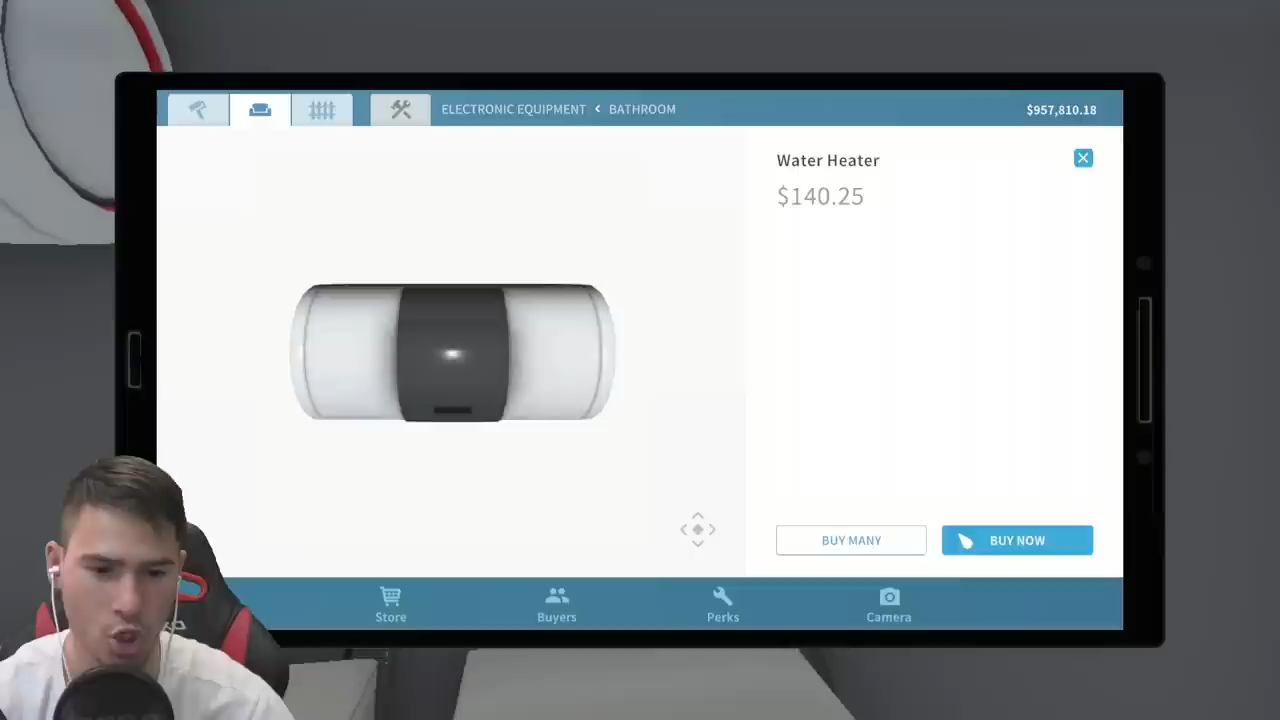 ELECTRONIC EQUIPMENT < BATHROOM
$957,810.18
Water Heater
$140.25
BUY MANY
BUY NOW
Store
Buyers
Perks
Camera